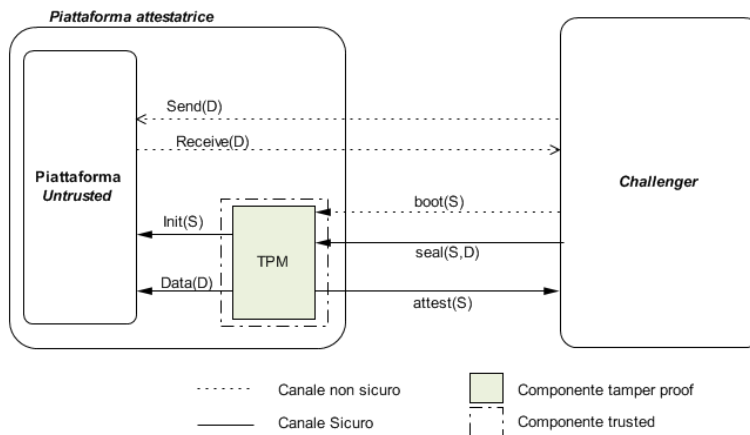 Piattaforma attestatrice
Send(D)
Receive(D)
Piattaforma
Untrusted
Challenger
boot(S)
Init(S)
seal(S,D)
TPM
Data(D)
attest(S)
Canale non sicuro
Componente tamper proof
Canale Sicuro
Componente trusted